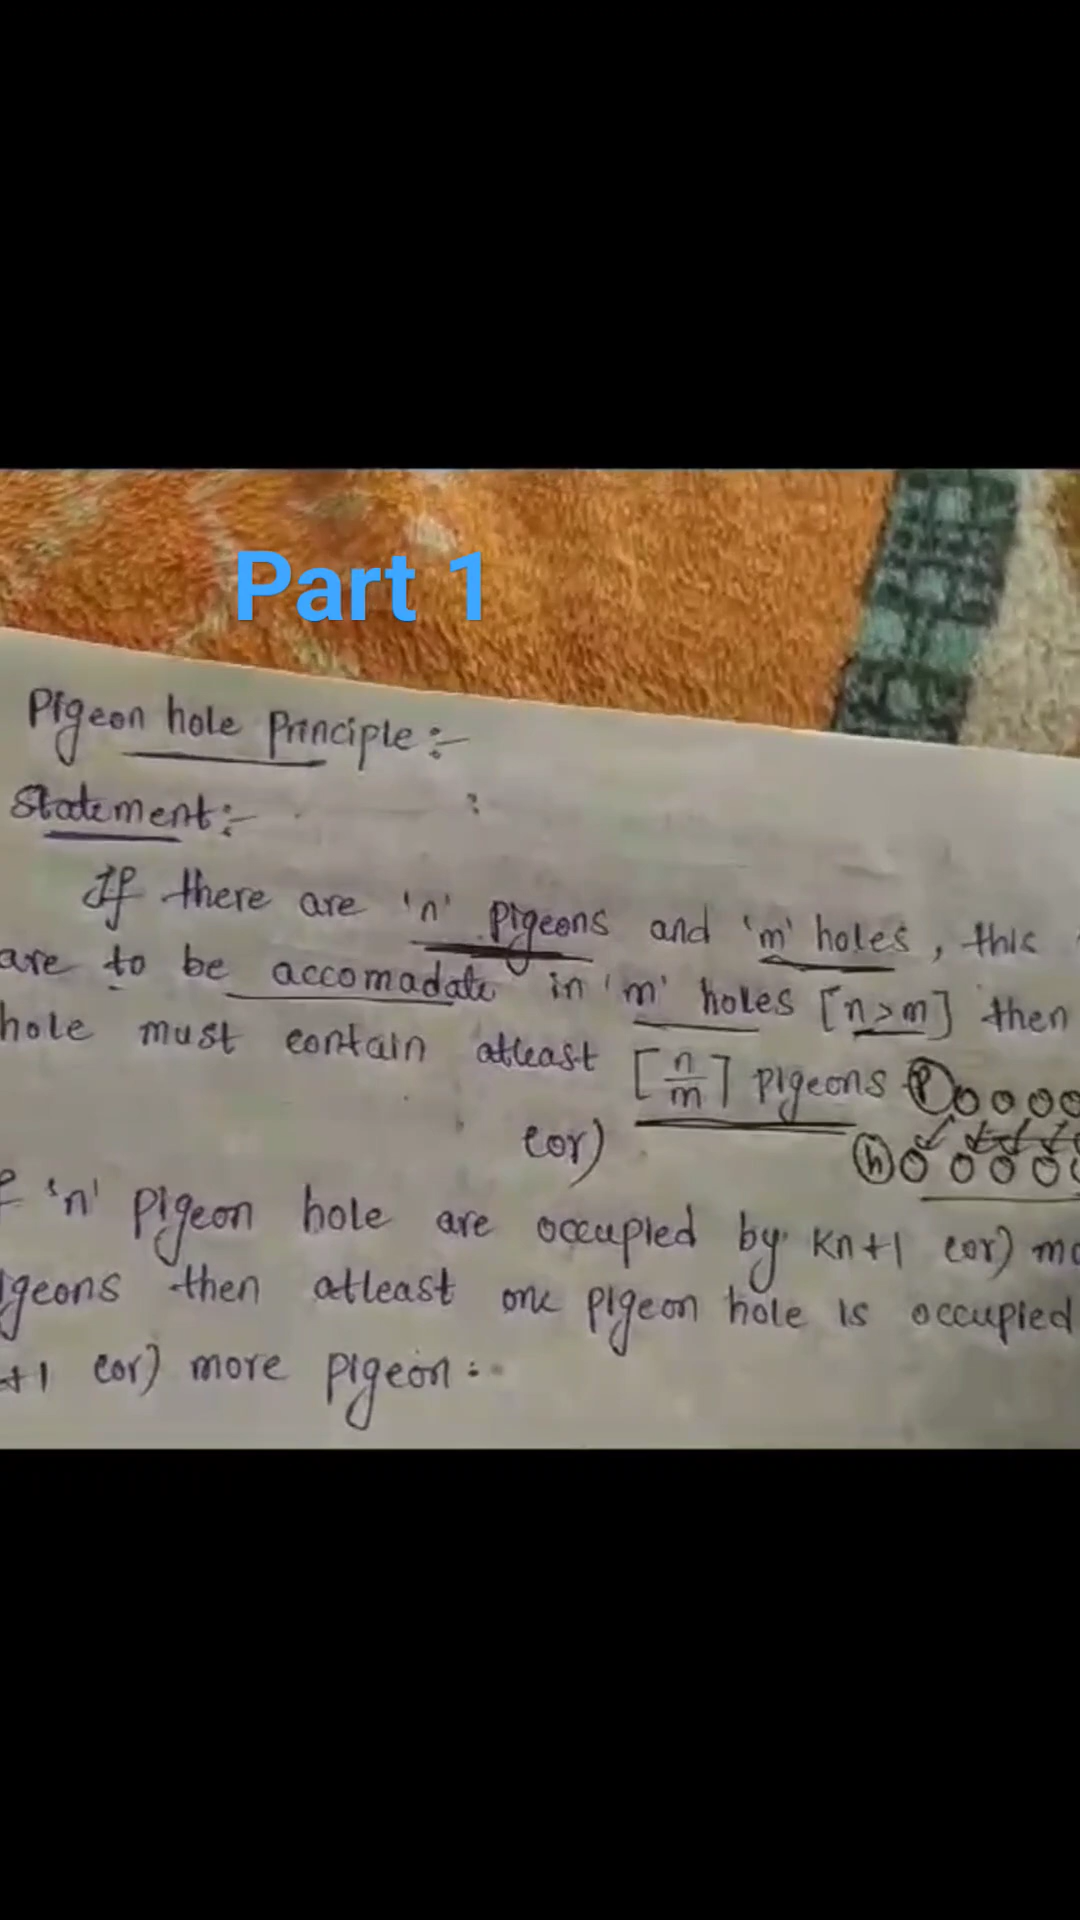 Part 1
Pigeon hole Principle:-
Statement:-
If there are 'n' pigeons and 'm' holes, this
are to be accomadate in 'm' holes [n>m] then
hole must contain atleast [n/m] pigeons (P)
(or) (h)
'n' pigeon hole are occupied by Kn+1 (or)
then atleast one pigeon hole is occupied
+1 (or) more pigeon:-